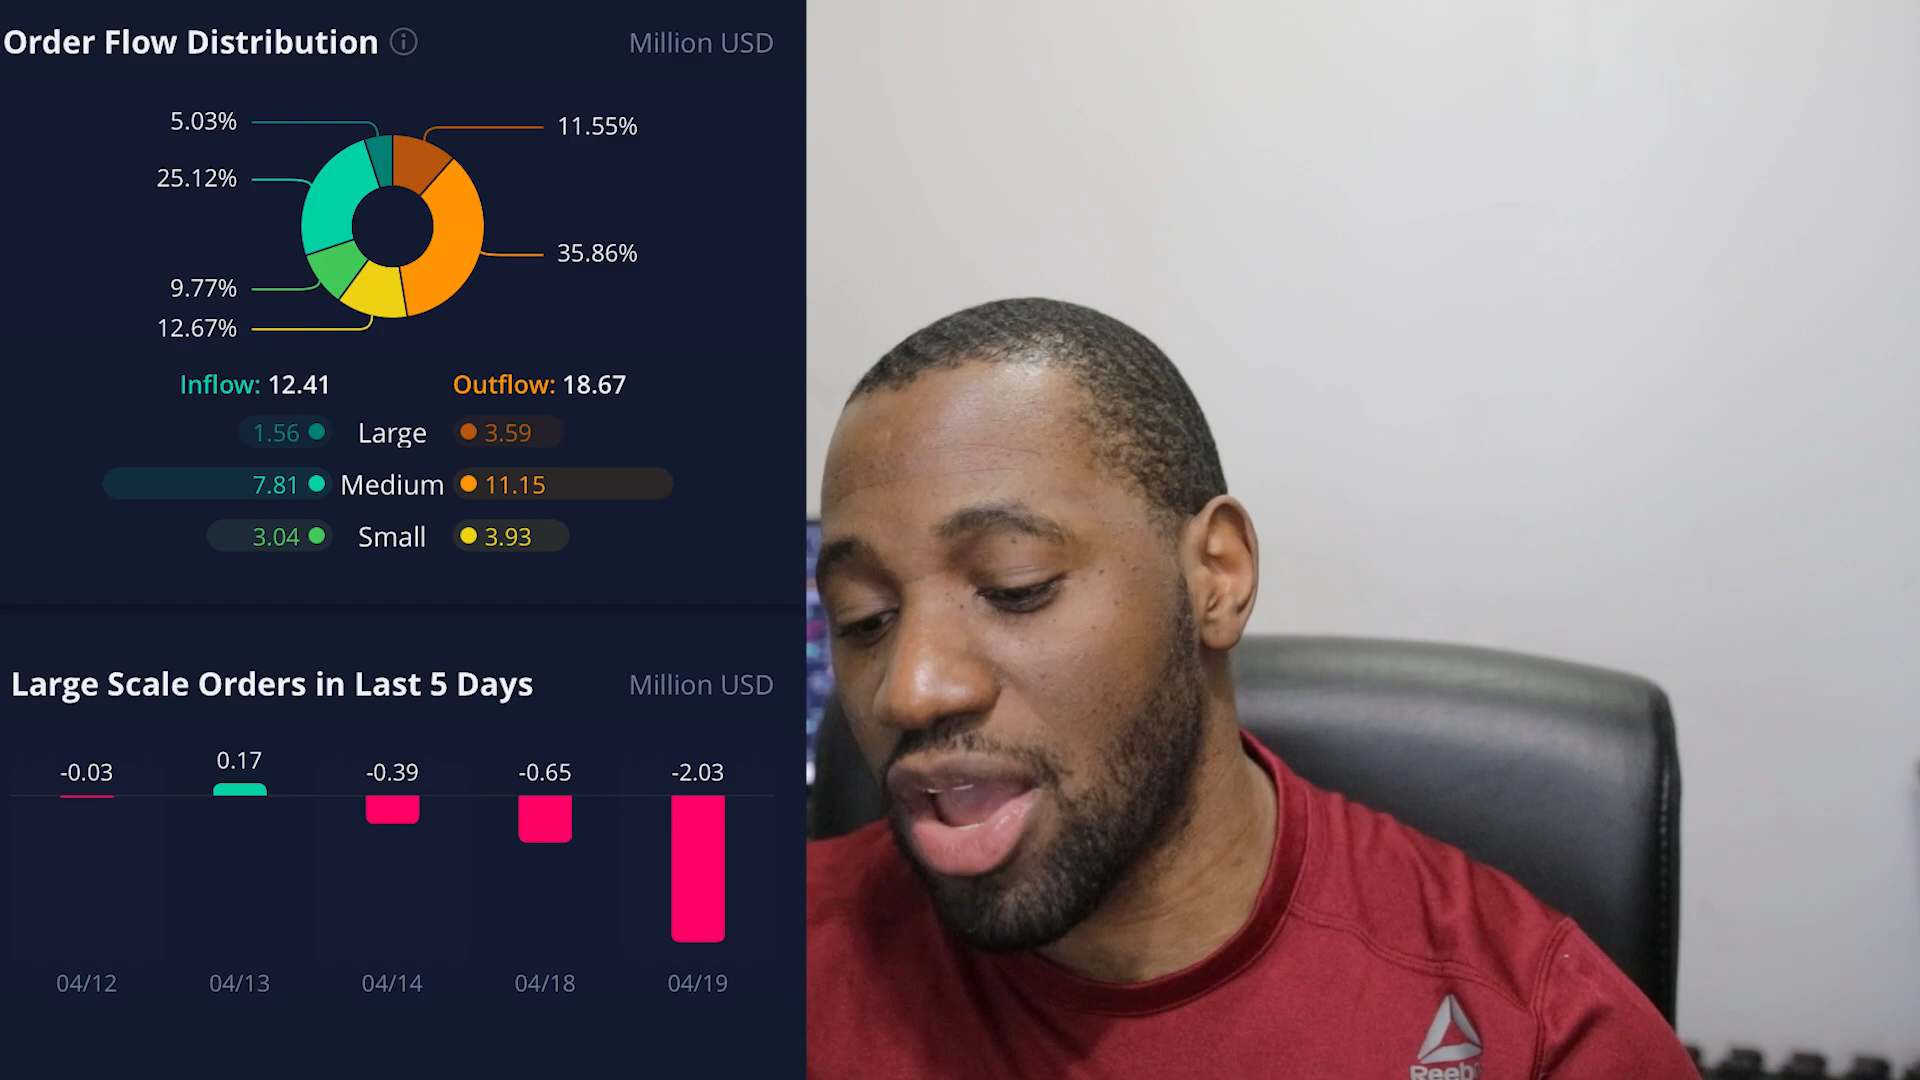 Order Flow Distribution
Million USD
5.03%
11.55%
25.12%
35.86%
9.77%
12.67%
Inflow: 12.41
Outflow: 18.67
1.56 Large 3.59
7.81 Medium 11.15
3.04 Small 3.93
Large Scale Orders in Last 5 Days
Million USD
-0.03
0.17
-0.39
-0.65
-2.03
04/12
04/13
04/14
04/18
04/19